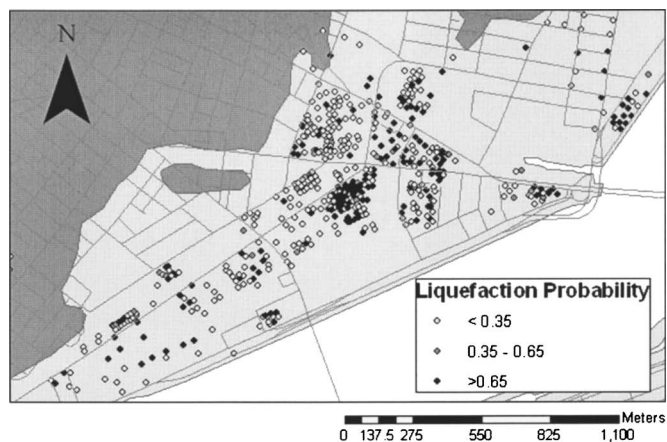 N
Liquefaction Probability
< 0.35
0.35 - 0.65
>0.65
Meters
0 137.5 275 550 825 1,100